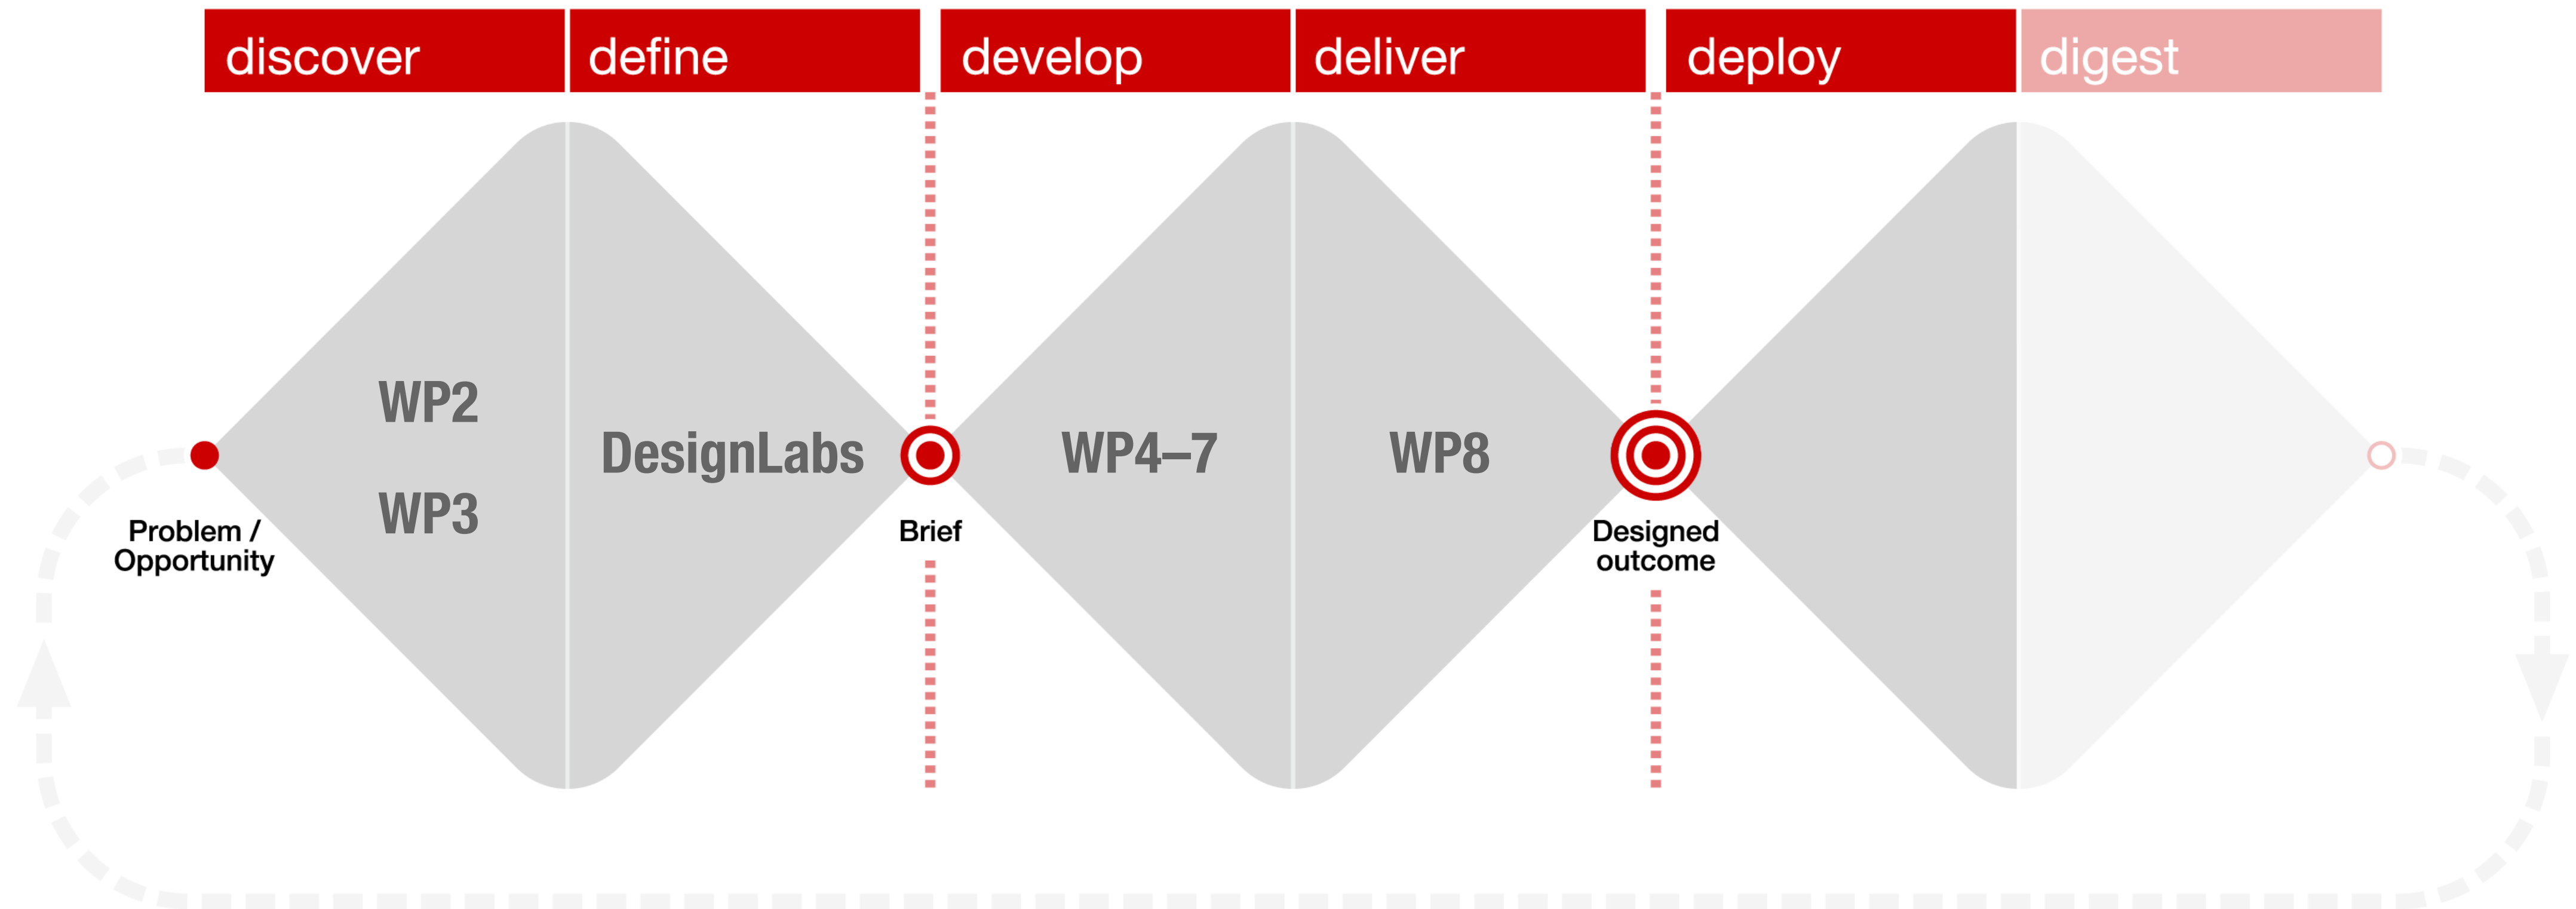 discover
define
develop
deliver
deploy
digest
WP2
WP3
DesignLabs
WP4–7
WP8
Problem /
Opportunity
Brief
Designed
outcome